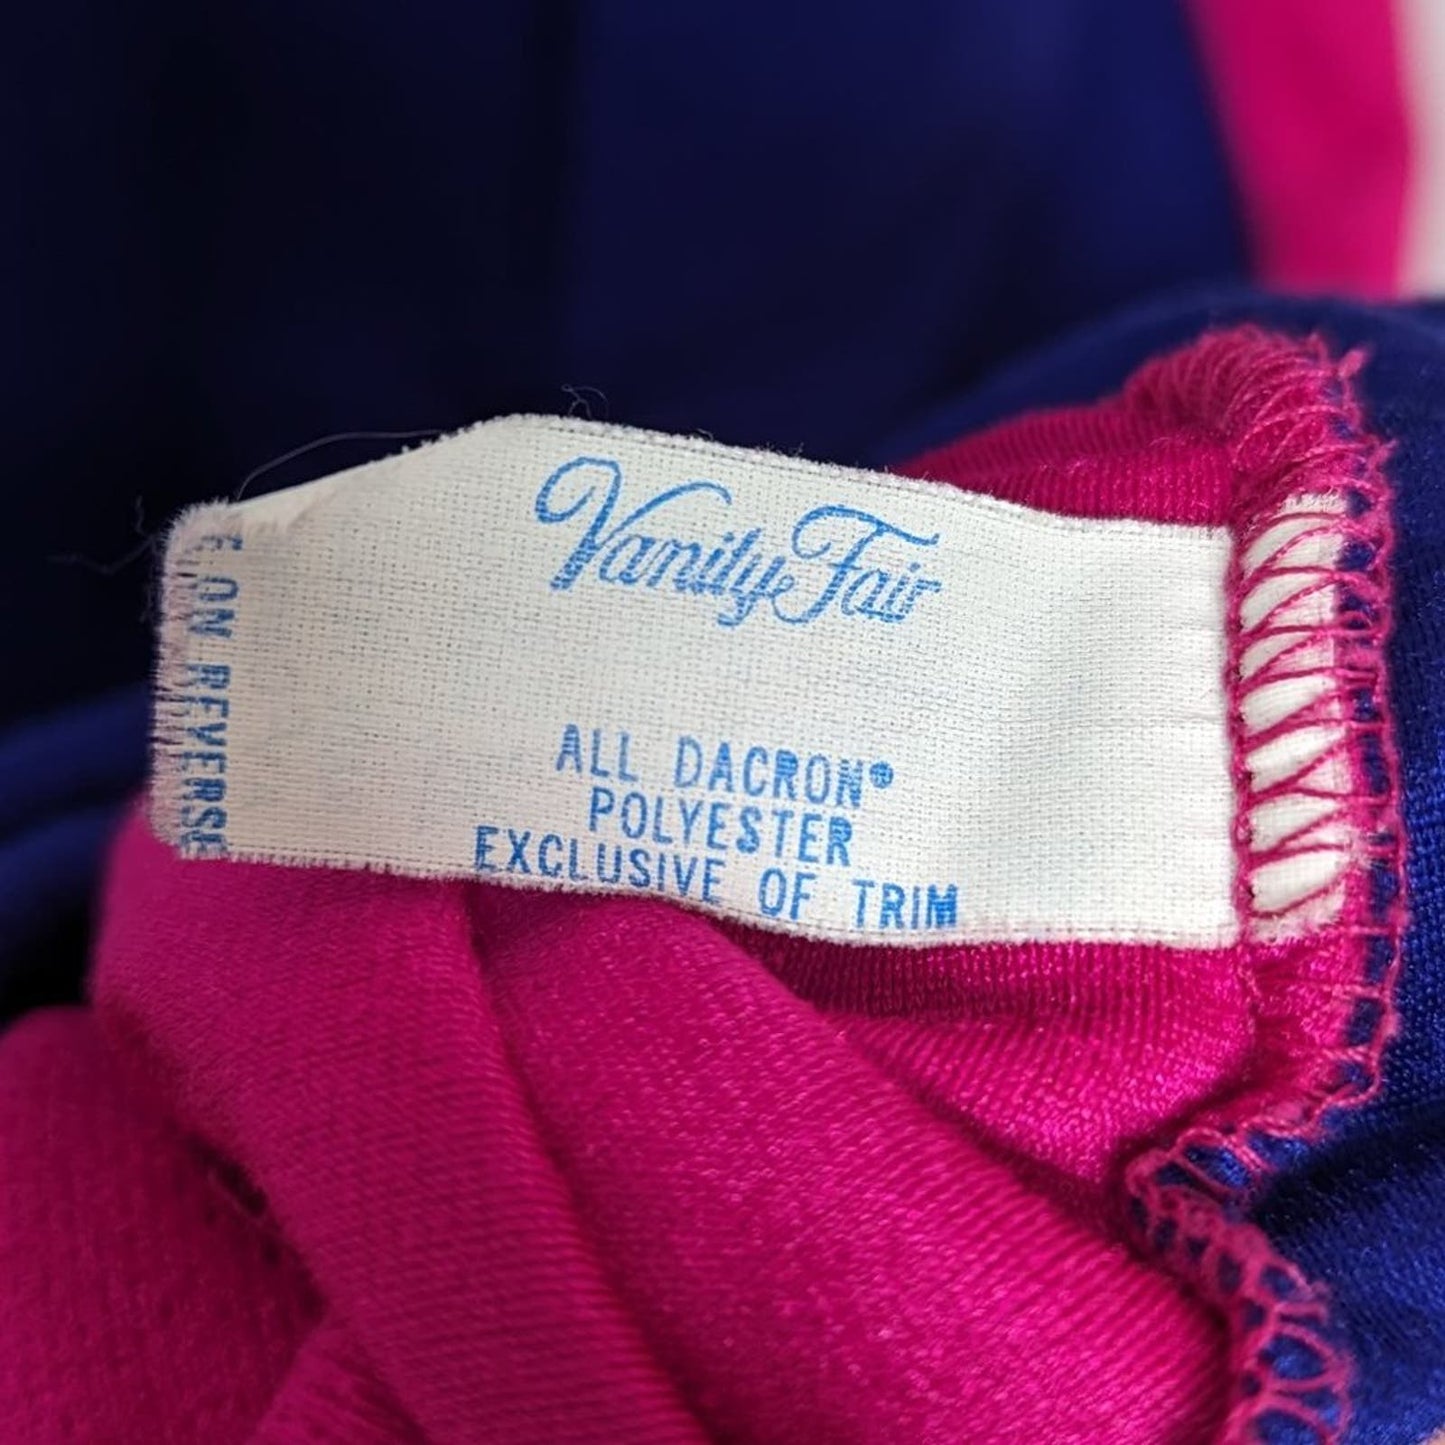 Vanity Fair
ALL DACRON®
POLYESTER
EXCLUSIVE OF TRIM
ON REVERSE